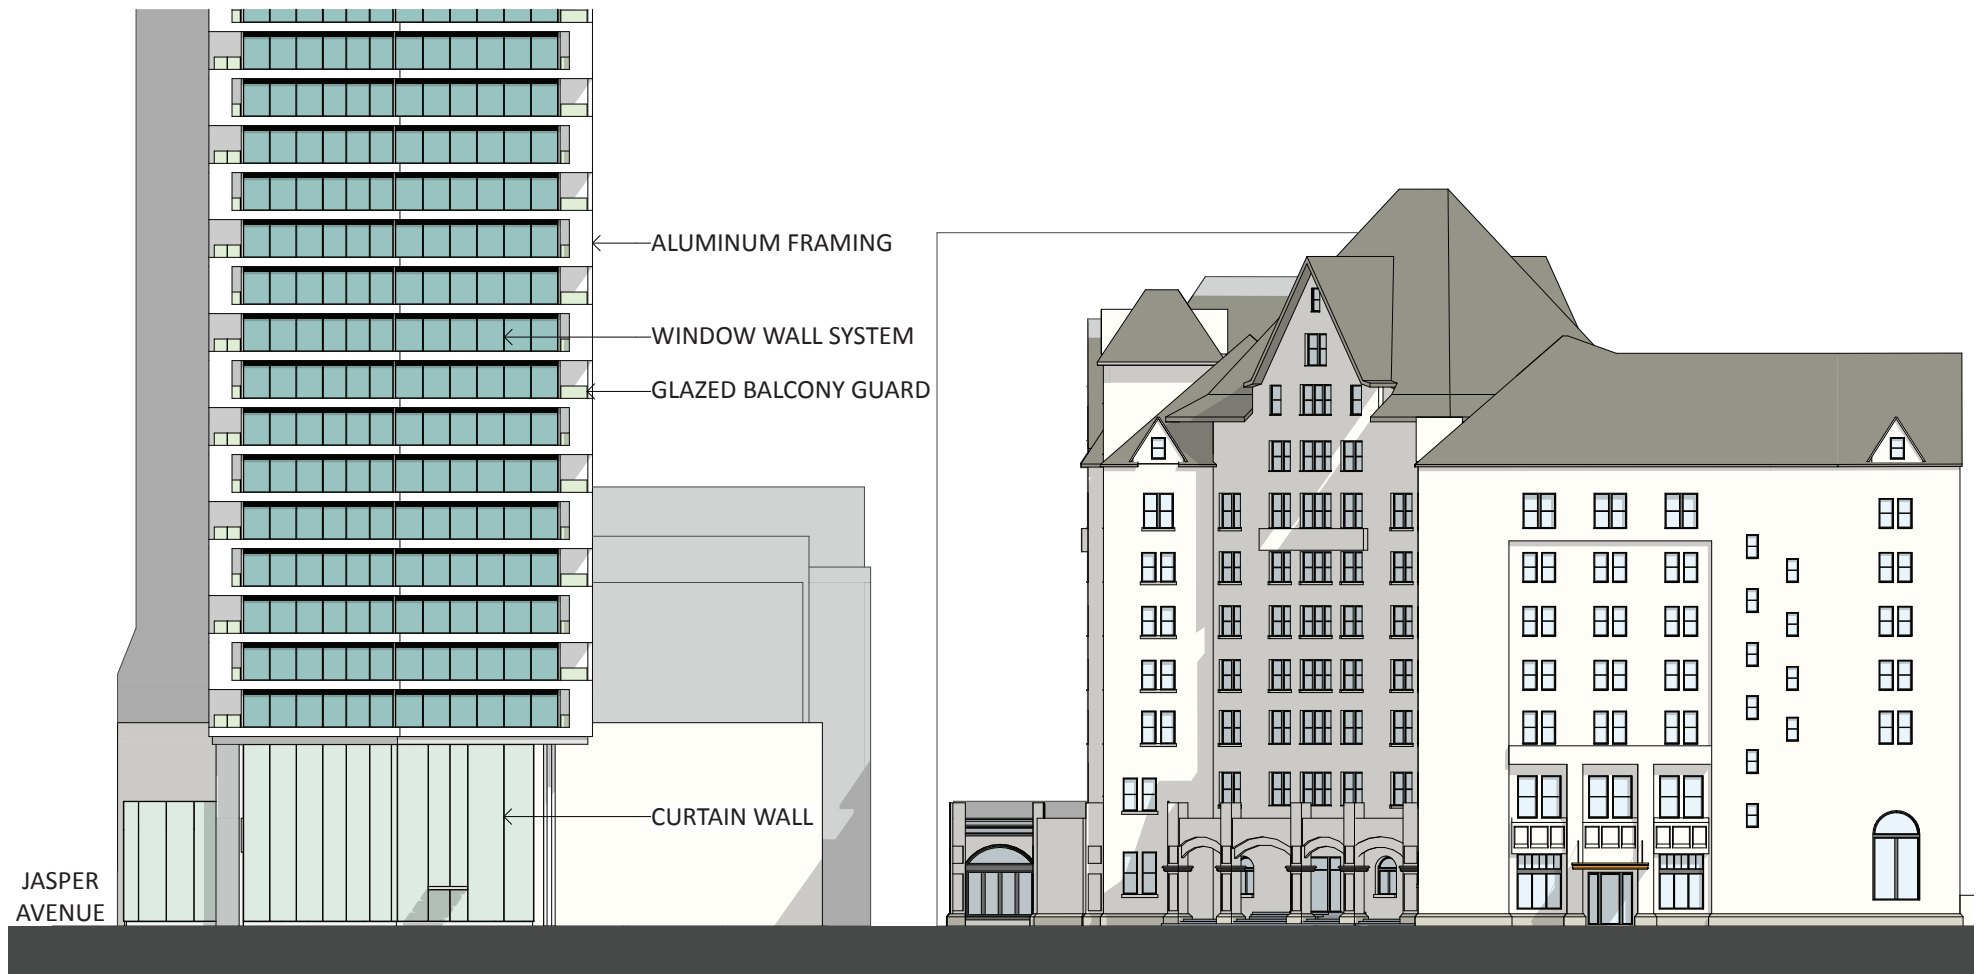 ALUMINUM FRAMING
WINDOW WALL SYSTEM
GLAZED BALCONY GUARD
CURTAIN WALL
JASPER
AVENUE